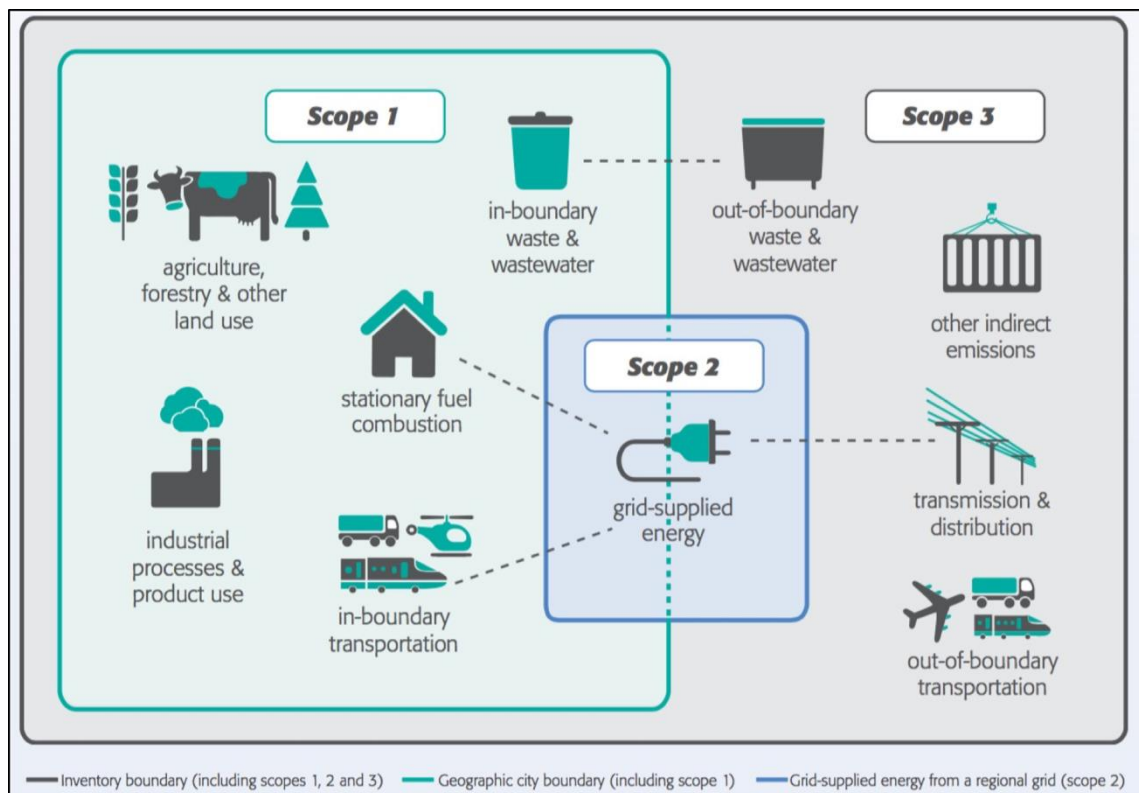 Scope 1
Scope 3
in-boundary
waste &
wastewater
out-of-boundary
waste &
wastewater
agriculture,
forestry & other
land use
other indirect
emissions
Scope 2
stationary fuel
combustion
grid-supplied
energy
transmission &
distribution
industrial
processes &
product use
in-boundary
transportation
out-of-boundary
transportation
Inventory boundary (including scopes 1, 2 and 3)
Geographic city boundary (including scope 1)
Grid-supplied energy from a regional grid (scope 2)